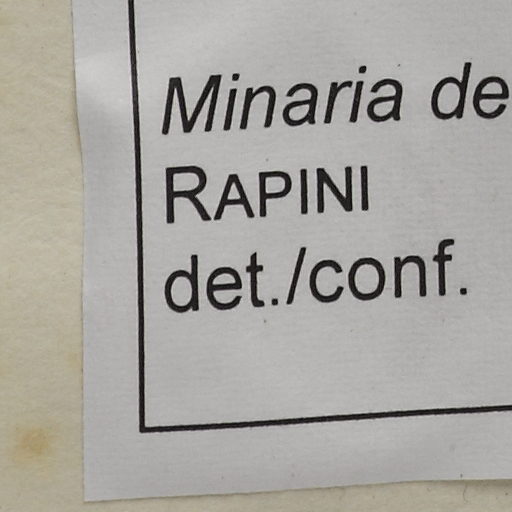 Minaria de
RAPINI
det./conf.